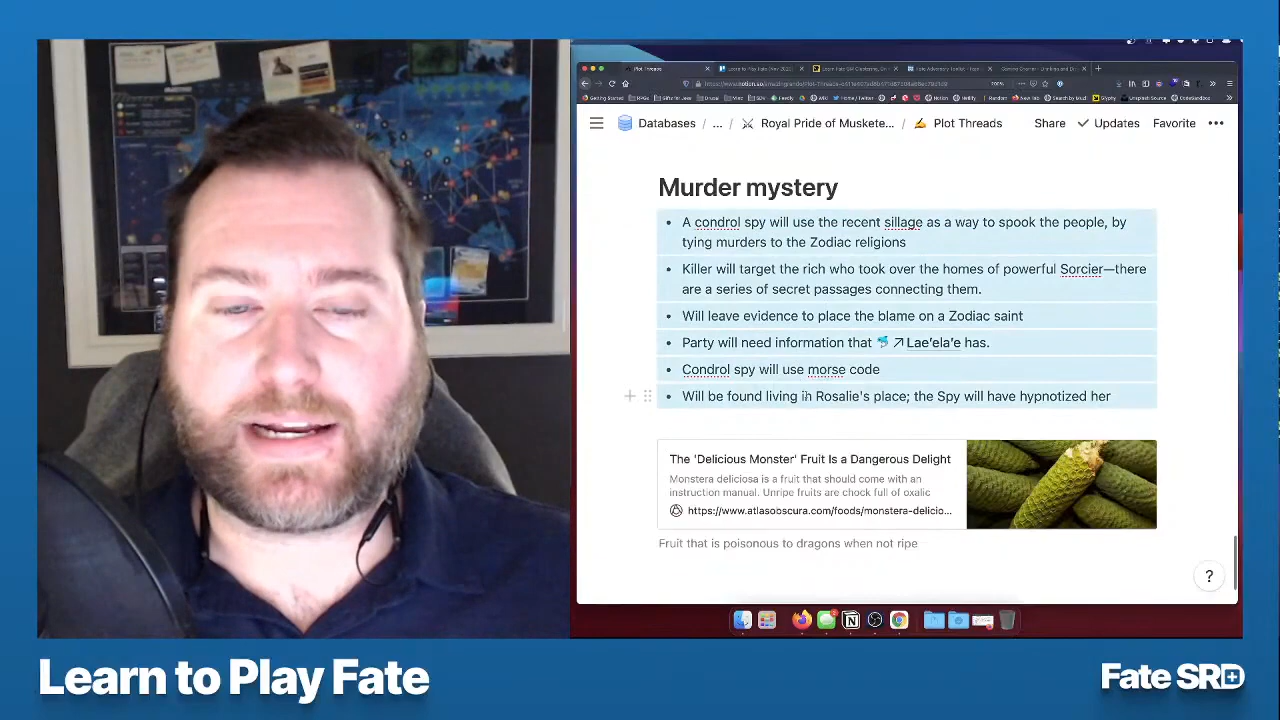 Plot Threads
Databases / ... / Royal Pride of Muskete... / Plot Threads Share Updates Favorite •••
Murder mystery
• A condrol spy will use the recent sillage as a way to spook the people, by
tying murders to the Zodiac religions
• Killer will target the rich who took over the homes of powerful Sorcier—there
are a series of secret passages connecting them.
• Will leave evidence to place the blame on a Zodiac saint
• Party will need information that Lae'ela'e has.
• Condrol spy will use morse code
• Will be found living in Rosalie's place; the Spy will have hypnotized her
The 'Delicious Monster' Fruit Is a Dangerous Delight
Monstera deliciosa is a fruit that should come with an
instruction manual. Unripe fruits are chock full of oxalic
https://www.atlasobscura.com/foods/monstera-delicio...
Fruit that is poisonous to dragons when not ripe
?
Learn to Play Fate
Fate SRD